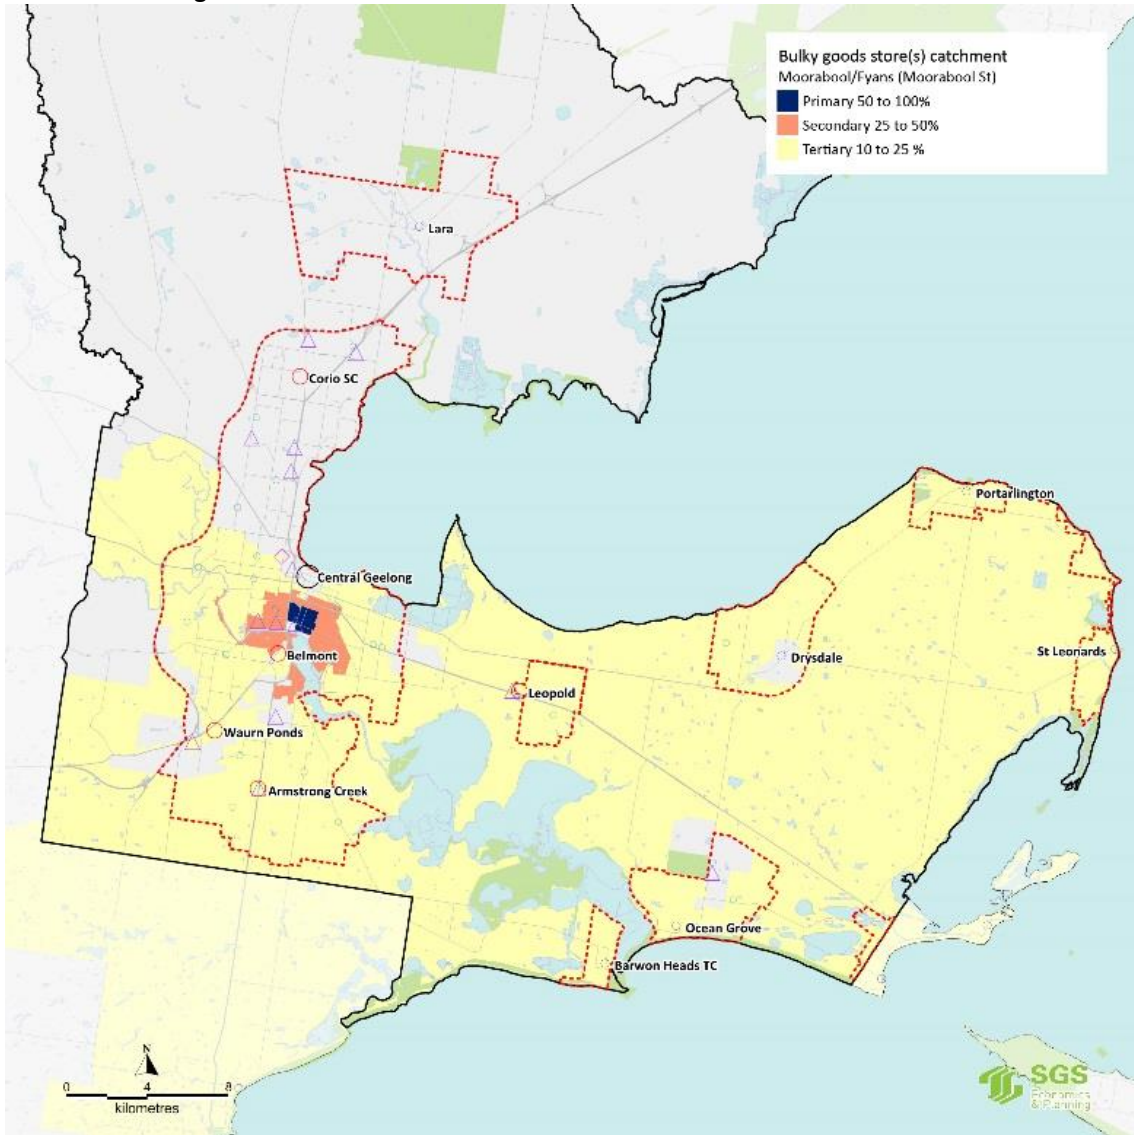 Bulky goods store(s) catchment
Moorabool/Fyans (Moorabool St)
Primary 50 to 100%
Secondary 25 to 50%
Tertiary 10 to 25 %
Lara
Corio SC
Portarlington
Central Geelong
Belmont
Drysdale
St Leonards
Leopold
Waurn Ponds
Armstrong Creek
Ocean Grove
Barwon Heads TC
N
0 4 8
kilometres
SGS
Economics
& Planning